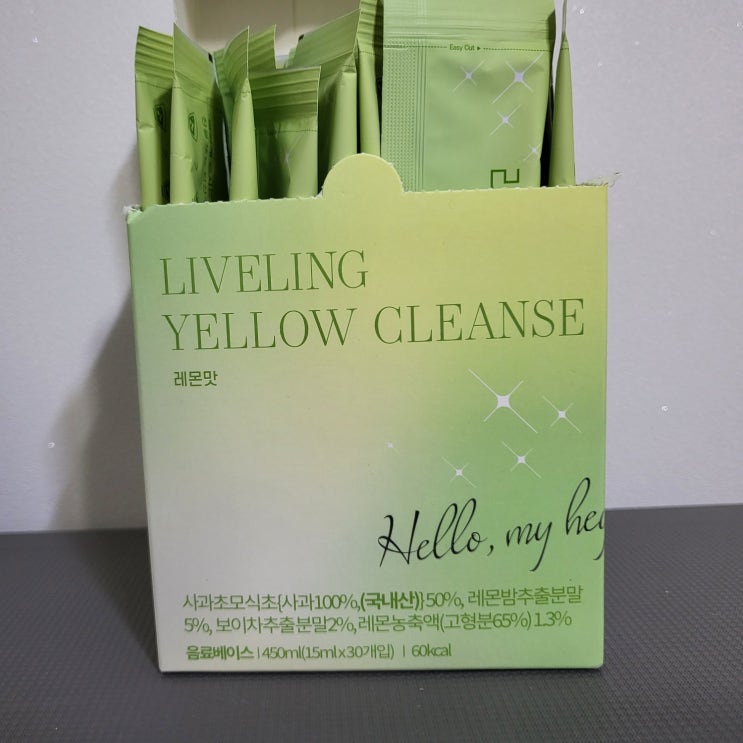 Easy Cut ▶
LIVELING
YELLOW CLEANSE
레몬맛
Hello, my hey
사과초모식초{사과100%,(국내산)}50%, 레몬밤추출분말
5%, 보이차추출분말2%, 레몬농축액(고형분65%) 1.3%
음료베이스 | 450ml(15ml x 30개입) | 60kcal